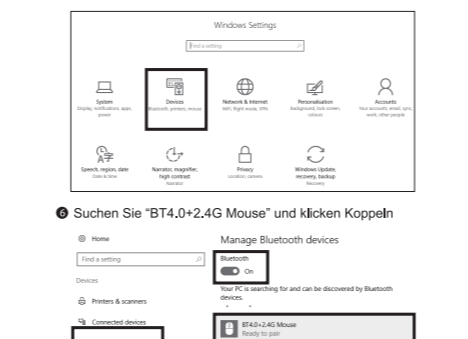 Windows Settings
Find a setting
System
Display, notifications, apps, power
Devices
Bluetooth, printers, mouse
Network & Internet
WiFi, flight mode, VPN
Personalisation
Background, lock screen, colours
Accounts
Your accounts, email, sync, work, other people
Speech, region, date
Date & time
Narrator, magnifier, high contrast
Narrator
Privacy
Location, camera
Windows Update, recovery, backup
Recovery
❻ Suchen Sie “BT4.0+2.4G Mouse” und klicken Koppeln
Home
Find a setting
Devices
Printers & scanners
Connected devices
Manage Bluetooth devices
Bluetooth
On
Your PC is searching for and can be discovered by Bluetooth
devices.
BT4.0+2.4G Mouse
Ready to pair